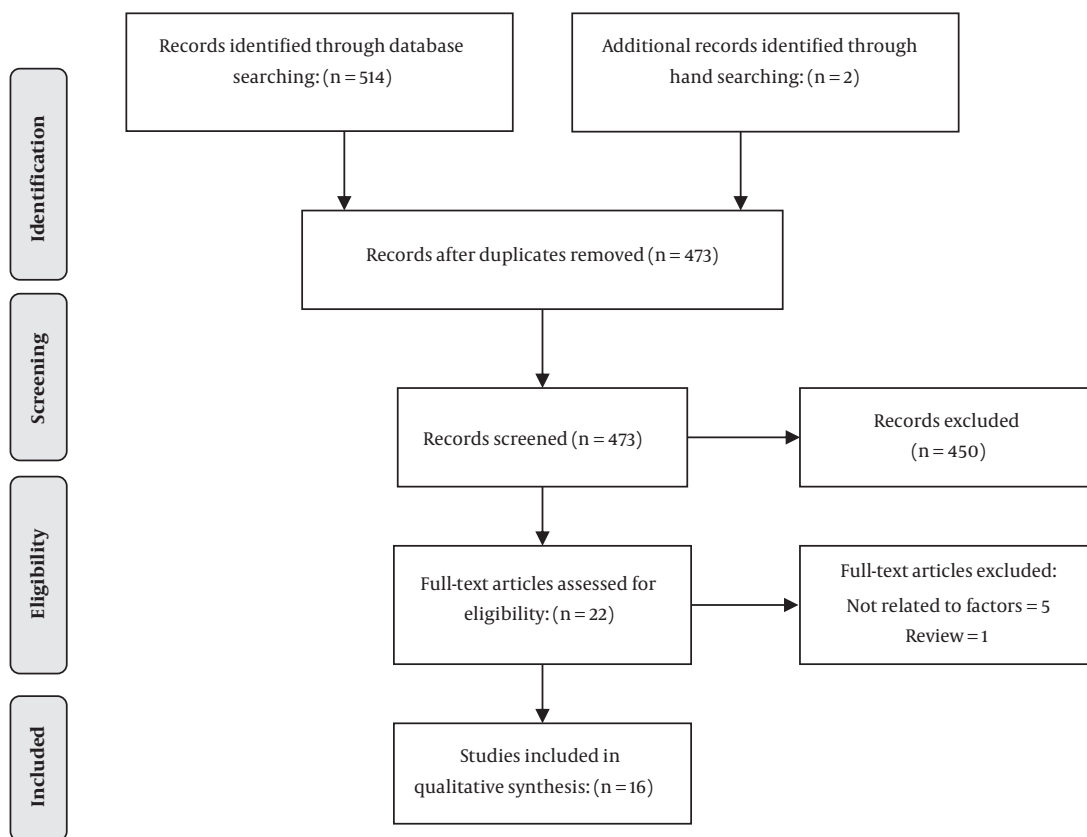 Records identified through database
searching: (n = 514)
Additional records identified through
hand searching: (n = 2)
Identification
Records after duplicates removed (n = 473)
Screening
Records screened (n = 473)
Records excluded
(n = 450)
Eligibility
Full-text articles assessed for
eligibility: (n = 22)
Full-text articles excluded:
Not related to factors = 5
Review = 1
Included
Studies included in
qualitative synthesis: (n = 16)